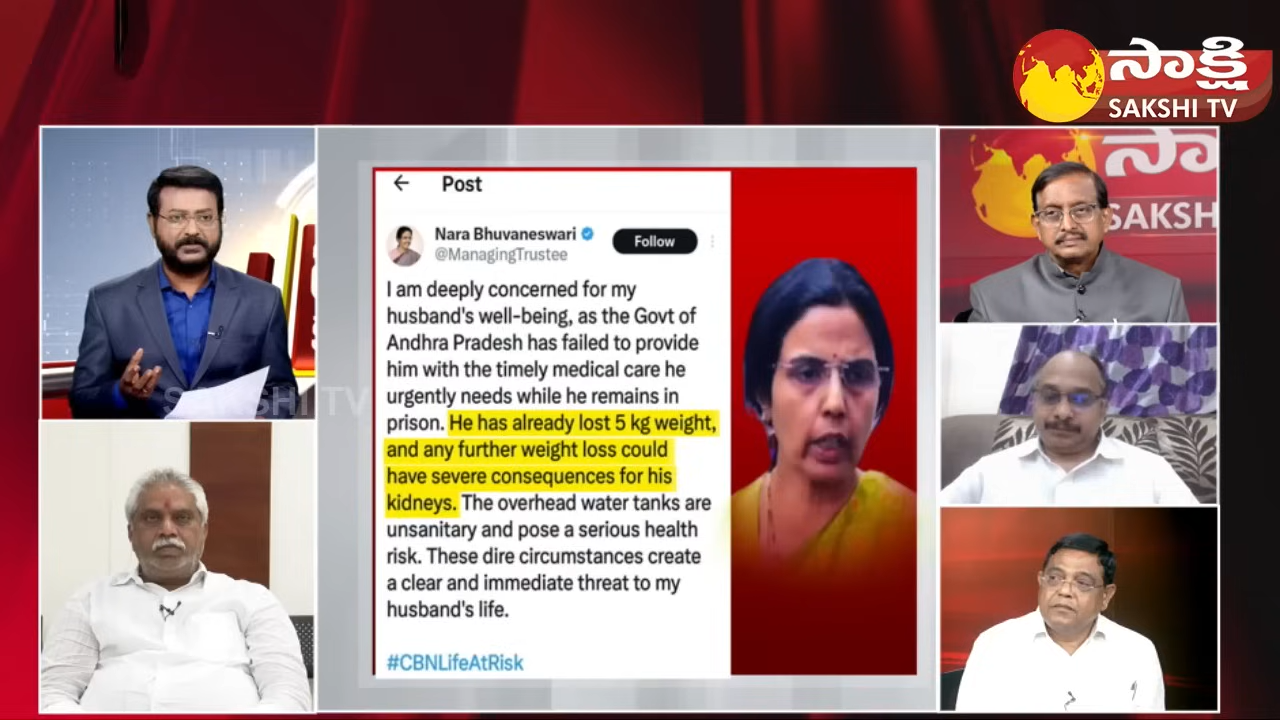 సాక్షి
SAKSHI TV
సా
SAKSH
SAKSHI TV
Post
Nara Bhuvaneswari
Follow
@ManagingTrustee
I am deeply concerned for my
husband's well-being, as the Govt of
Andhra Pradesh has failed to provide
him with the timely medical care he
urgently needs while he remains in
prison. He has already lost 5 kg weight,
and any further weight loss could
have severe consequences for his
kidneys. The overhead water tanks are
unsanitary and pose a serious health
risk. These dire circumstances create
a clear and immediate threat to my
husband's life.
#CBNLifeAtRisk